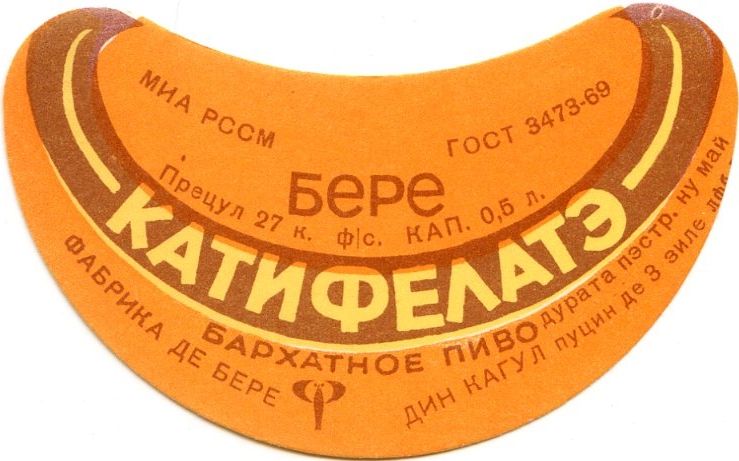 МИА РССМ
ГОСТ 3473-69
Бере
Прецул 27 к. ф|с. КАП. 0,5 л.
КАТИФЕЛАТЭ
БАРХАТНОЕ ПИВО
ФАБРИКА ДЕ БЕРЕ
ДИН КАГУЛ
дурата пэстр. ну май
пуцин де 3 зиле